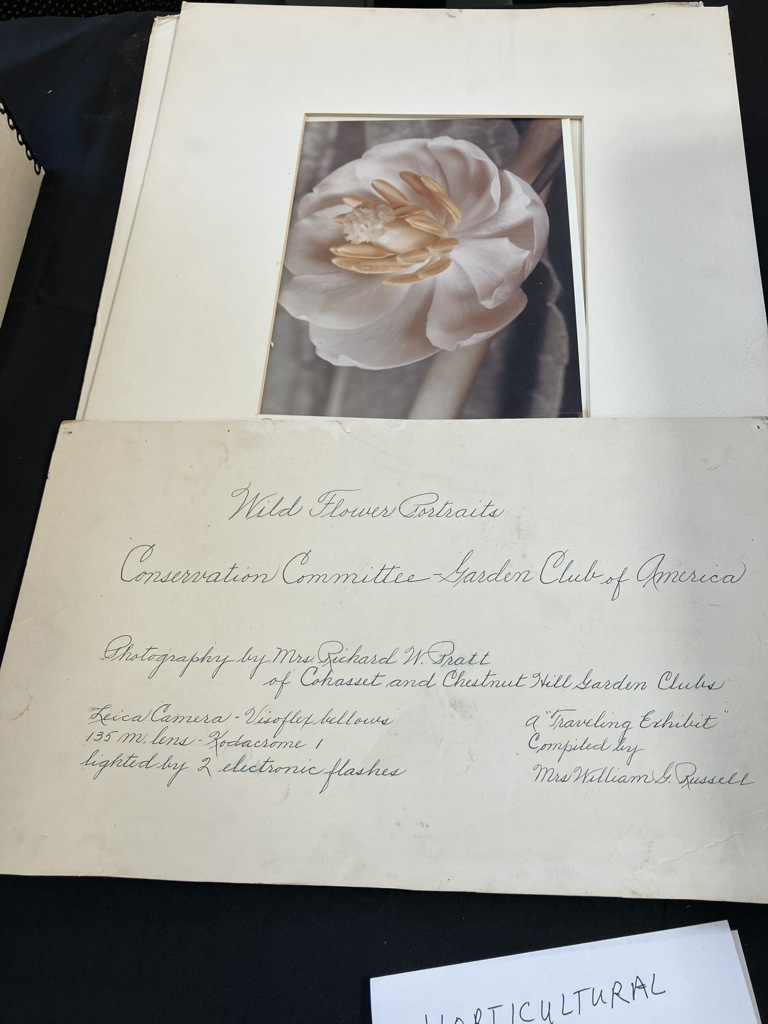 Wild Flower Portraits
Conservation Committee - Garden Club of America
Photography by Mrs. Richard W. Pratt
of Cohasset and Chestnut Hill Garden Clubs
Leica Camera - Visoflex bellows
135 m. lens - Kodacrome 1
lighted by 2 electronic flashes
a "Traveling Exhibit"
Compiled by
Mrs William G. Russell
HORTICULTURAL